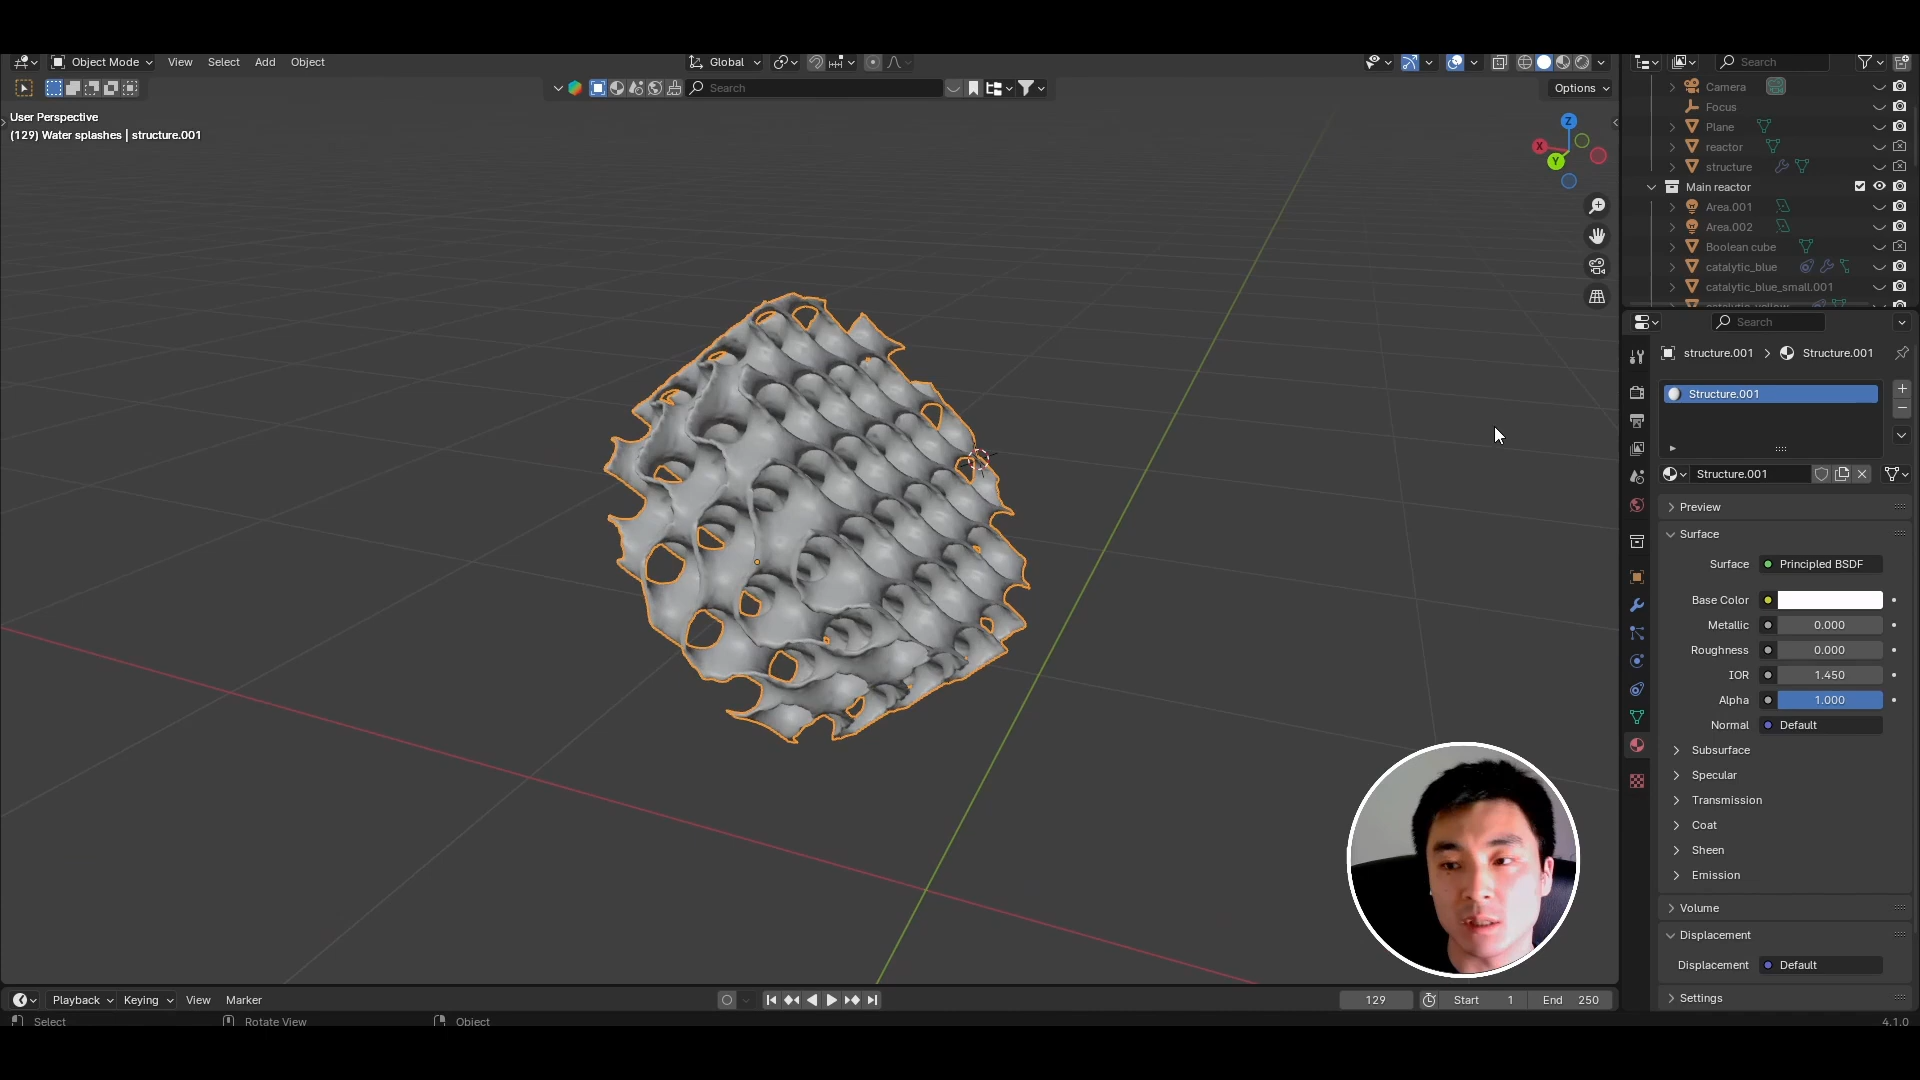 Object Mode View Select Add Object Global Search
Search Options
User Perspective
(129) Water splashes | structure.001
Z
X
Y
Camera
Focus
Plane
reactor
structure
Main reactor
Area.001
Area.002
Boolean cube
catalytic_blue
catalytic_blue_small.001
Search
structure.001 Structure.001
Structure.001
Structure.001
Preview
Surface
Surface Principled BSDF
Base Color
Metallic 0.000
Roughness 0.000
IOR 1.450
Alpha 1.000
Normal Default
Subsurface
Specular
Transmission
Coat
Sheen
Emission
Volume
Displacement
Displacement Default
Settings
Playback Keying View Marker 129 Start 1 End 250
Select Rotate View Object 4.1.0